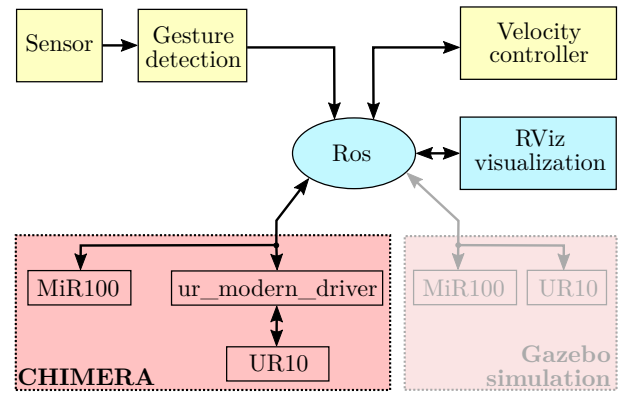 Sensor
Gesture
detection
Velocity
controller
Ros
RViz
visualization
MiR100
ur_modern_driver
UR10
CHIMERA
MiR100
UR10
Gazebo
simulation